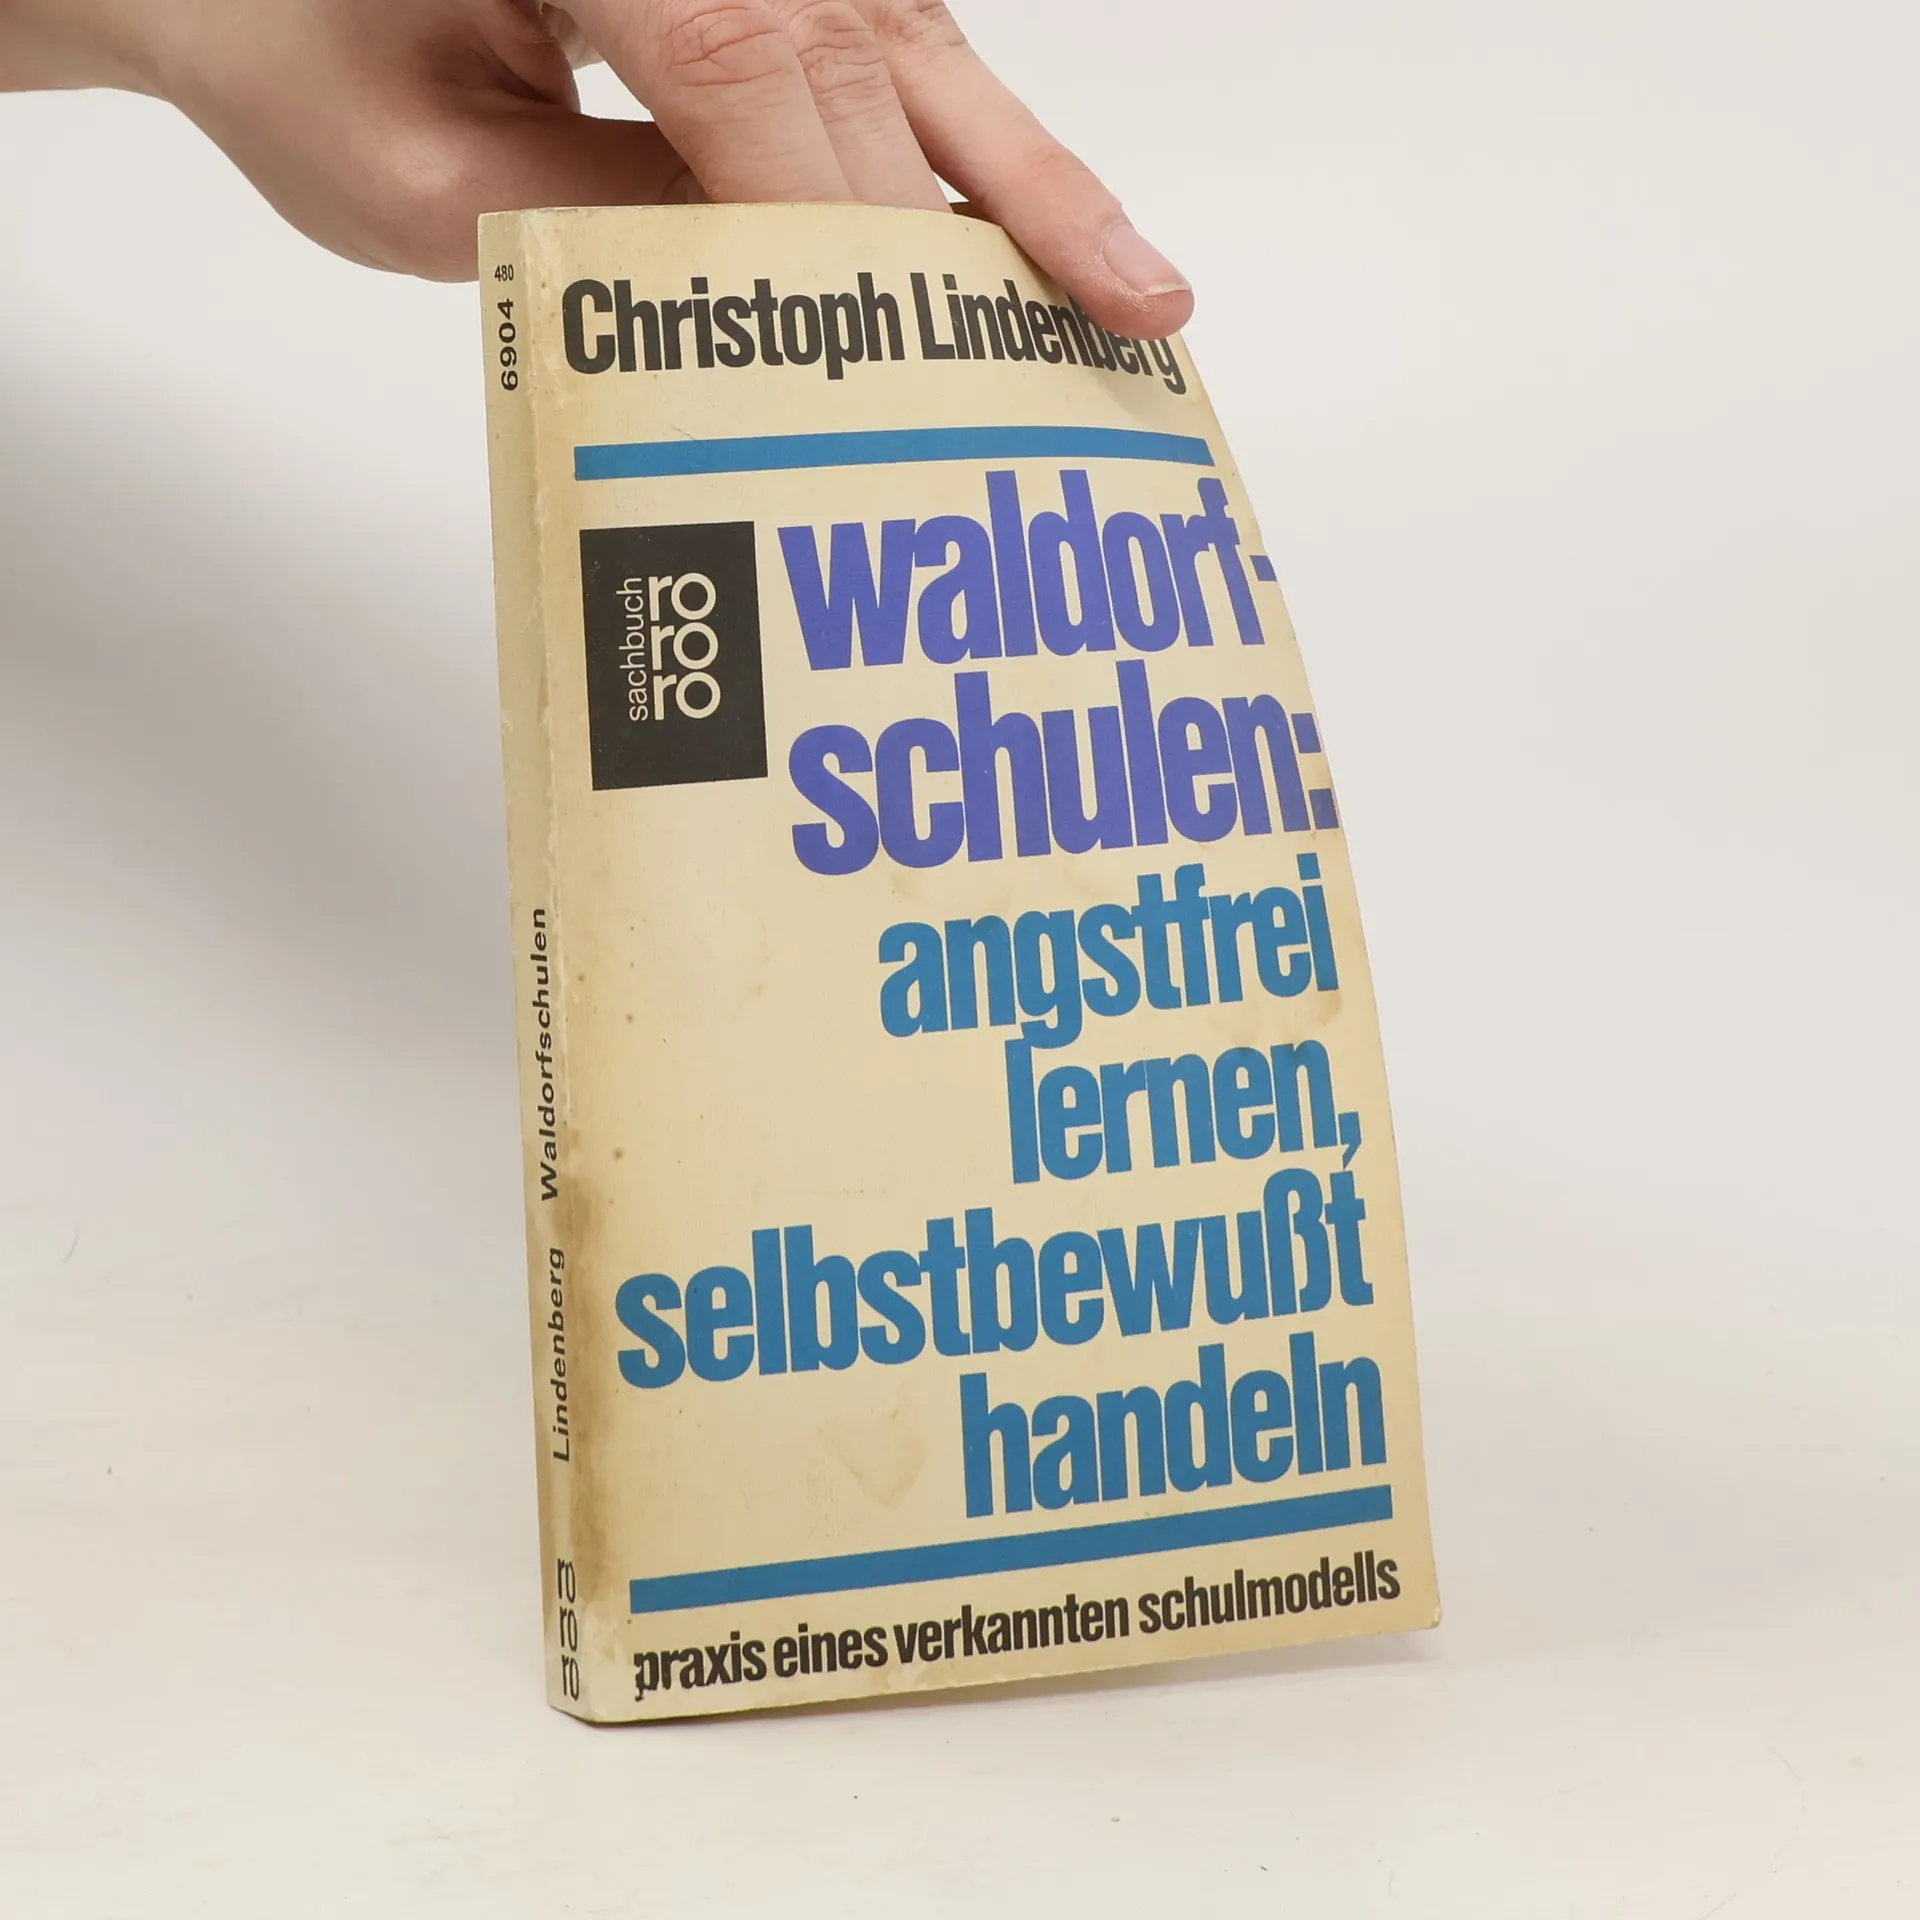 Christoph Lindenberg
sachbuch
ro
ro
ro
waldorf-
schulen:
angstfrei
lernen,
selbstbewußt
handeln
praxis eines verkannten schulmodells
480
6904
Lindenberg Waldorfschulen
ro
ro
ro